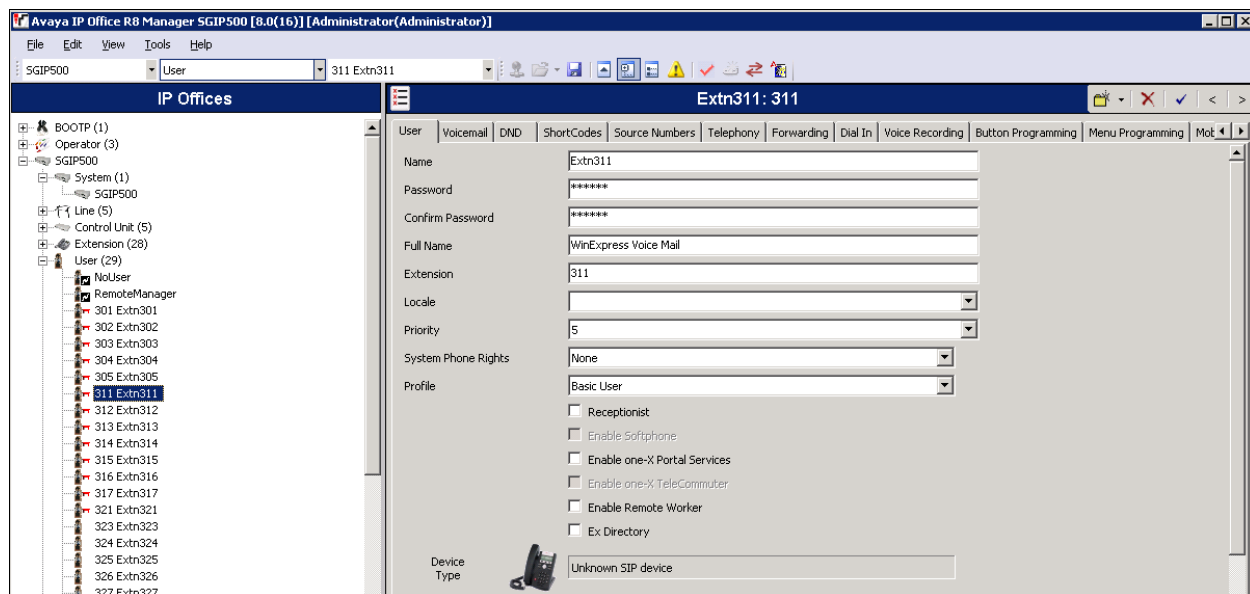 Avaya IP Office R8 Manager SGIP500 [8.0(16)] [Administrator(Administrator)]
File Edit View Tools Help
SGIP500 User 311 Extn311
IP Offices
Extn311: 311
BOOTP (1)
Operator (3)
SGIP500
System (1)
SGIP500
Line (5)
Control Unit (5)
Extension (28)
User (29)
NoUser
RemoteManager
301 Extn301
302 Extn302
303 Extn303
304 Extn304
305 Extn305
311 Extn311
312 Extn312
313 Extn313
314 Extn314
315 Extn315
316 Extn316
317 Extn317
321 Extn321
323 Extn323
324 Extn324
325 Extn325
326 Extn326
327 Extn327
User Voicemail DND ShortCodes Source Numbers Telephony Forwarding Dial In Voice Recording Button Programming Menu Programming Mob
Name Extn311
Password ******
Confirm Password ******
Full Name WinExpress Voice Mail
Extension 311
Locale
Priority 5
System Phone Rights None
Profile Basic User
Receptionist
Enable Softphone
Enable one-X Portal Services
Enable one-X TeleCommuter
Enable Remote Worker
Ex Directory
Device
Type
Unknown SIP device